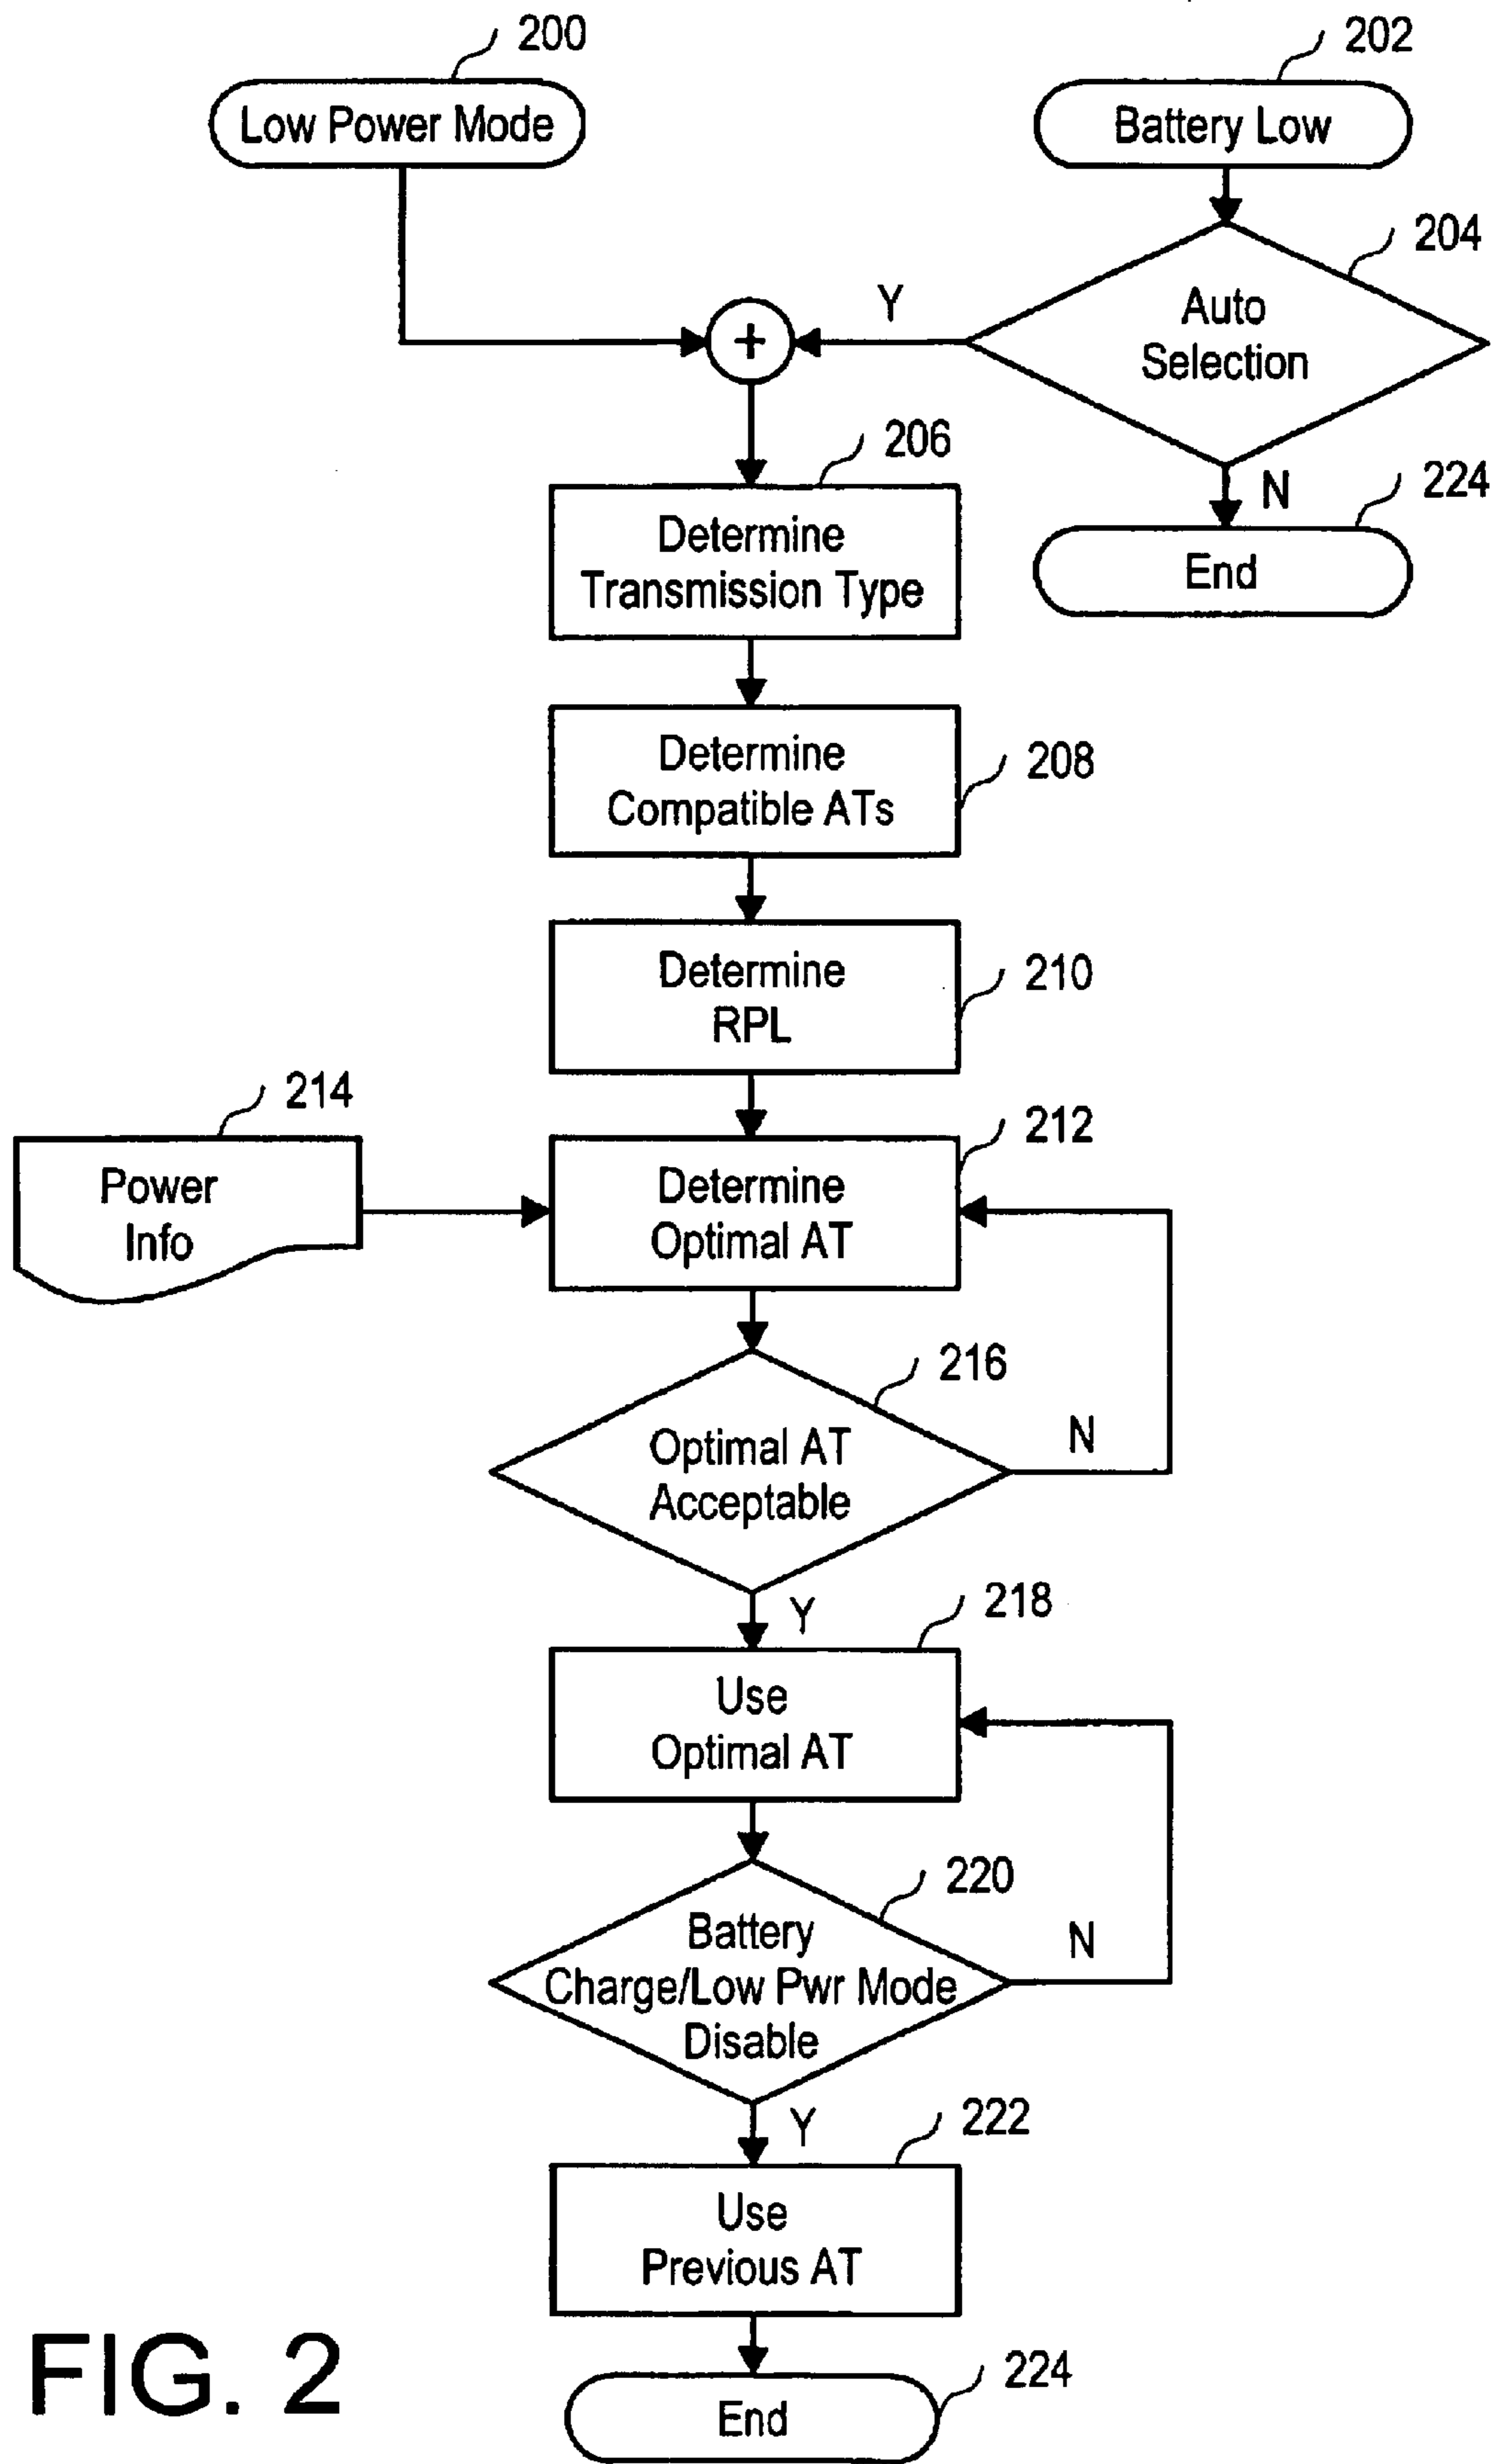 200
202
Low Power Mode
Battery Low
204
Y
Auto
Selection
+
206
N
224
Determine
Transmission Type
End
Determine
Compatible ATs
208
Determine
RPL
210
214
212
Power
Info
Determine
Optimal AT
216
Optimal AT
Acceptable
N
Y
218
Use
Optimal AT
220
Battery
Charge/Low Pwr Mode
Disable
N
Y
222
Use
Previous AT
FIG. 2
224
End